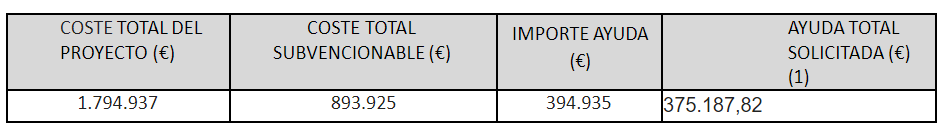 COSTE TOTAL DEL
PROYECTO (€)
COSTE TOTAL
SUBVENCIONABLE (€)
IMPORTE AYUDA
(€)
AYUDA TOTAL
SOLICITADA (€)
(1)
1.794.937
893.925
394.935
375.187,82